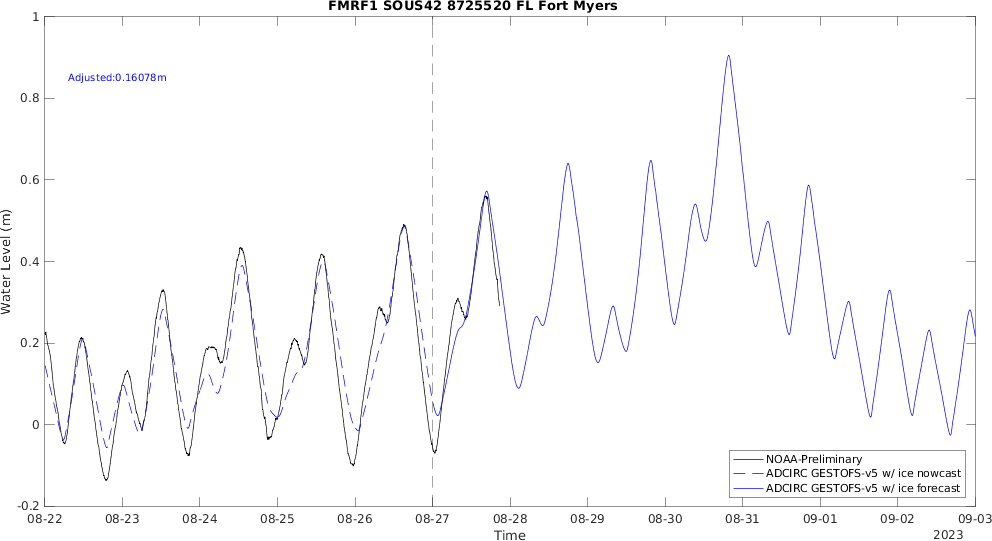 FMRF1 SOUS42 8725520 FL Fort Myers
Adjusted:0.16078m
Water Level (m)
1
0.8
0.6
0.4
0.2
0
-0.2
08-22 08-23 08-24 08-25 08-26 08-27 08-28 08-29 08-30 08-31 09-01 09-02 09-03
Time
2023
NOAA-Preliminary
ADCIRC GESTOFS-v5 w/ ice nowcast
ADCIRC GESTOFS-v5 w/ ice forecast